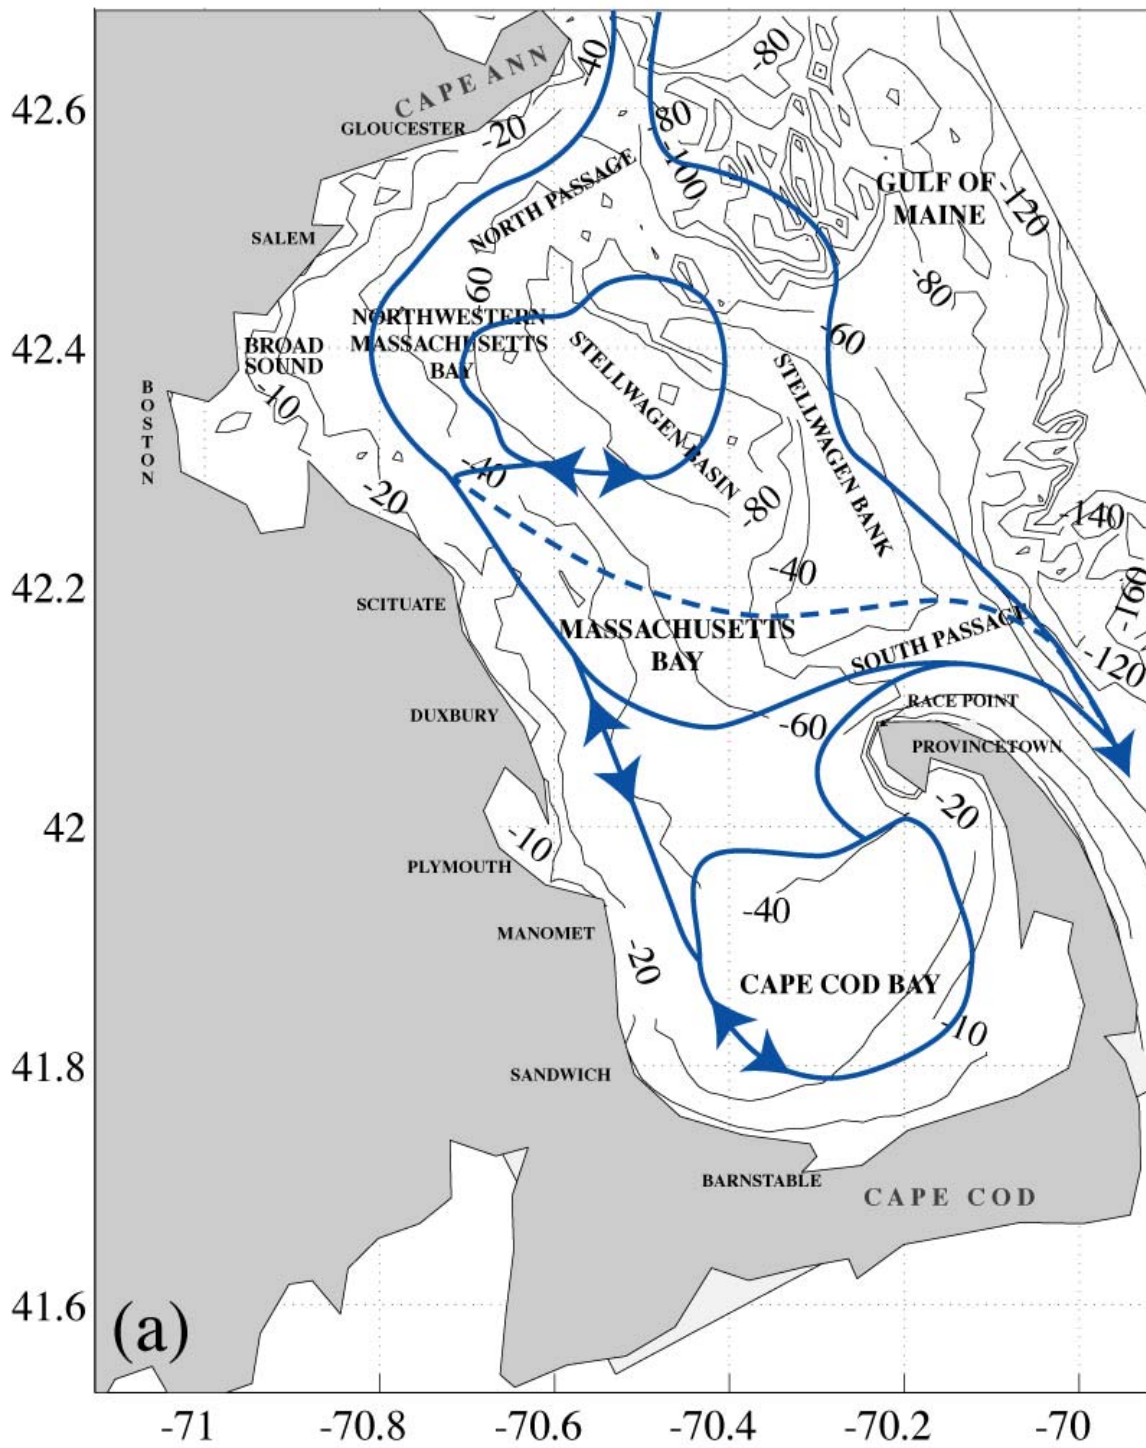 -80
-40
CAPE ANN
42.6
GLOUCESTER
-20
-80
-100
NORTH PASSAGE
GULF OF
MAINE
-120
SALEM
-60
-80
NORTHWESTERN
MASSACHUSETTS
BAY
BROAD
SOUND
42.4
-60
-10
BOSTON
STELLWAGEN BASIN
STELLWAGEN BANK
-40
-20
-80
-140
42.2
-40
-160
SCITUATE
MASSACHUSETTS
BAY
SOUTH PASSAGE
-120
RACE POINT
DUXBURY
-60
PROVINCETOWN
42
-20
-10
PLYMOUTH
-40
MANOMET
-20
CAPE COD BAY
-10
41.8
SANDWICH
BARNSTABLE
CAPE COD
41.6
(a)
-71
-70.8
-70.6
-70.4
-70.2
-70